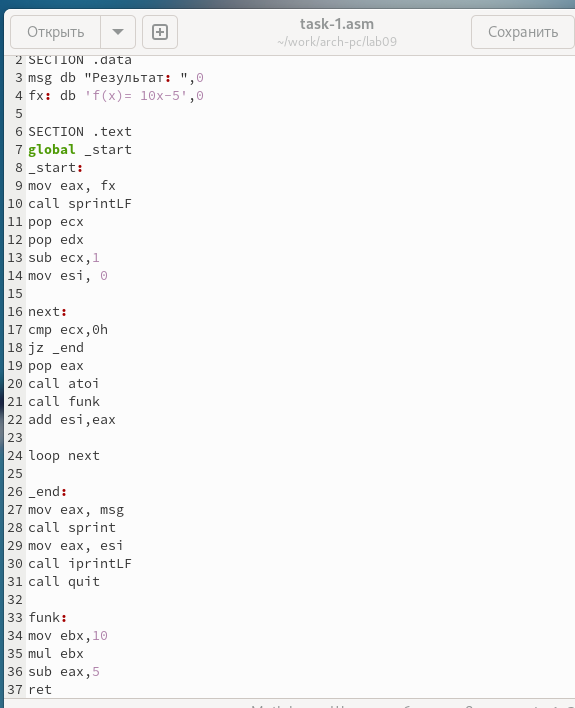 Открыть
task-1.asm
~/work/arch-pc/lab09
Сохранить
2 SECTION .data
3 msg db "Результат: ",0
4 fx: db 'f(x)= 10x-5',0
5
6 SECTION .text
7 global _start
8 _start:
9 mov eax, fx
10 call sprintLF
11 pop ecx
12 pop edx
13 sub ecx,1
14 mov esi, 0
15
16 next:
17 cmp ecx,0h
18 jz _end
19 pop eax
20 call atoi
21 call funk
22 add esi,eax
23
24 loop next
25
26 _end:
27 mov eax, msg
28 call sprint
29 mov eax, esi
30 call iprintLF
31 call quit
32
33 funk:
34 mov ebx,10
35 mul ebx
36 sub eax,5
37 ret